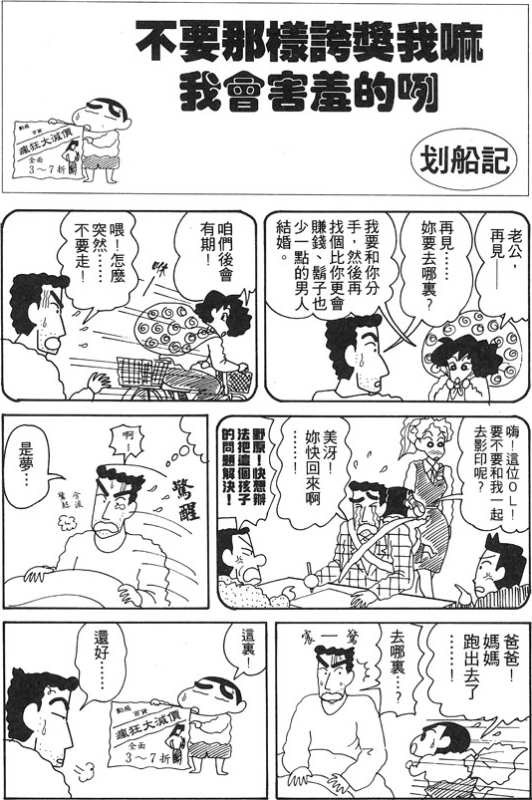 不要那樣誇獎我嘛
我會害羞的咧
划船記
瘋狂大減價
全面
3～7折
老公，
再見——
再見……
妳要去哪裏？
我要和你分
手，然後再
找個比你更會
賺錢、鬍子也
少一點的男人
結婚。
咱們後會
有期！
喂！怎麼
突然……
不要走！
嗨！這位OL！
要不要和我一起
去影印呢？
美冴！
妳快回來啊
……！
野原！快想辦
法把這個孩子
的問題解決！
啊！
驚醒
是夢…
爸爸！
媽媽
跑出去了
……！
去哪裏…？
這裏！
瘋狂大減價
全面
3～7折
還好……